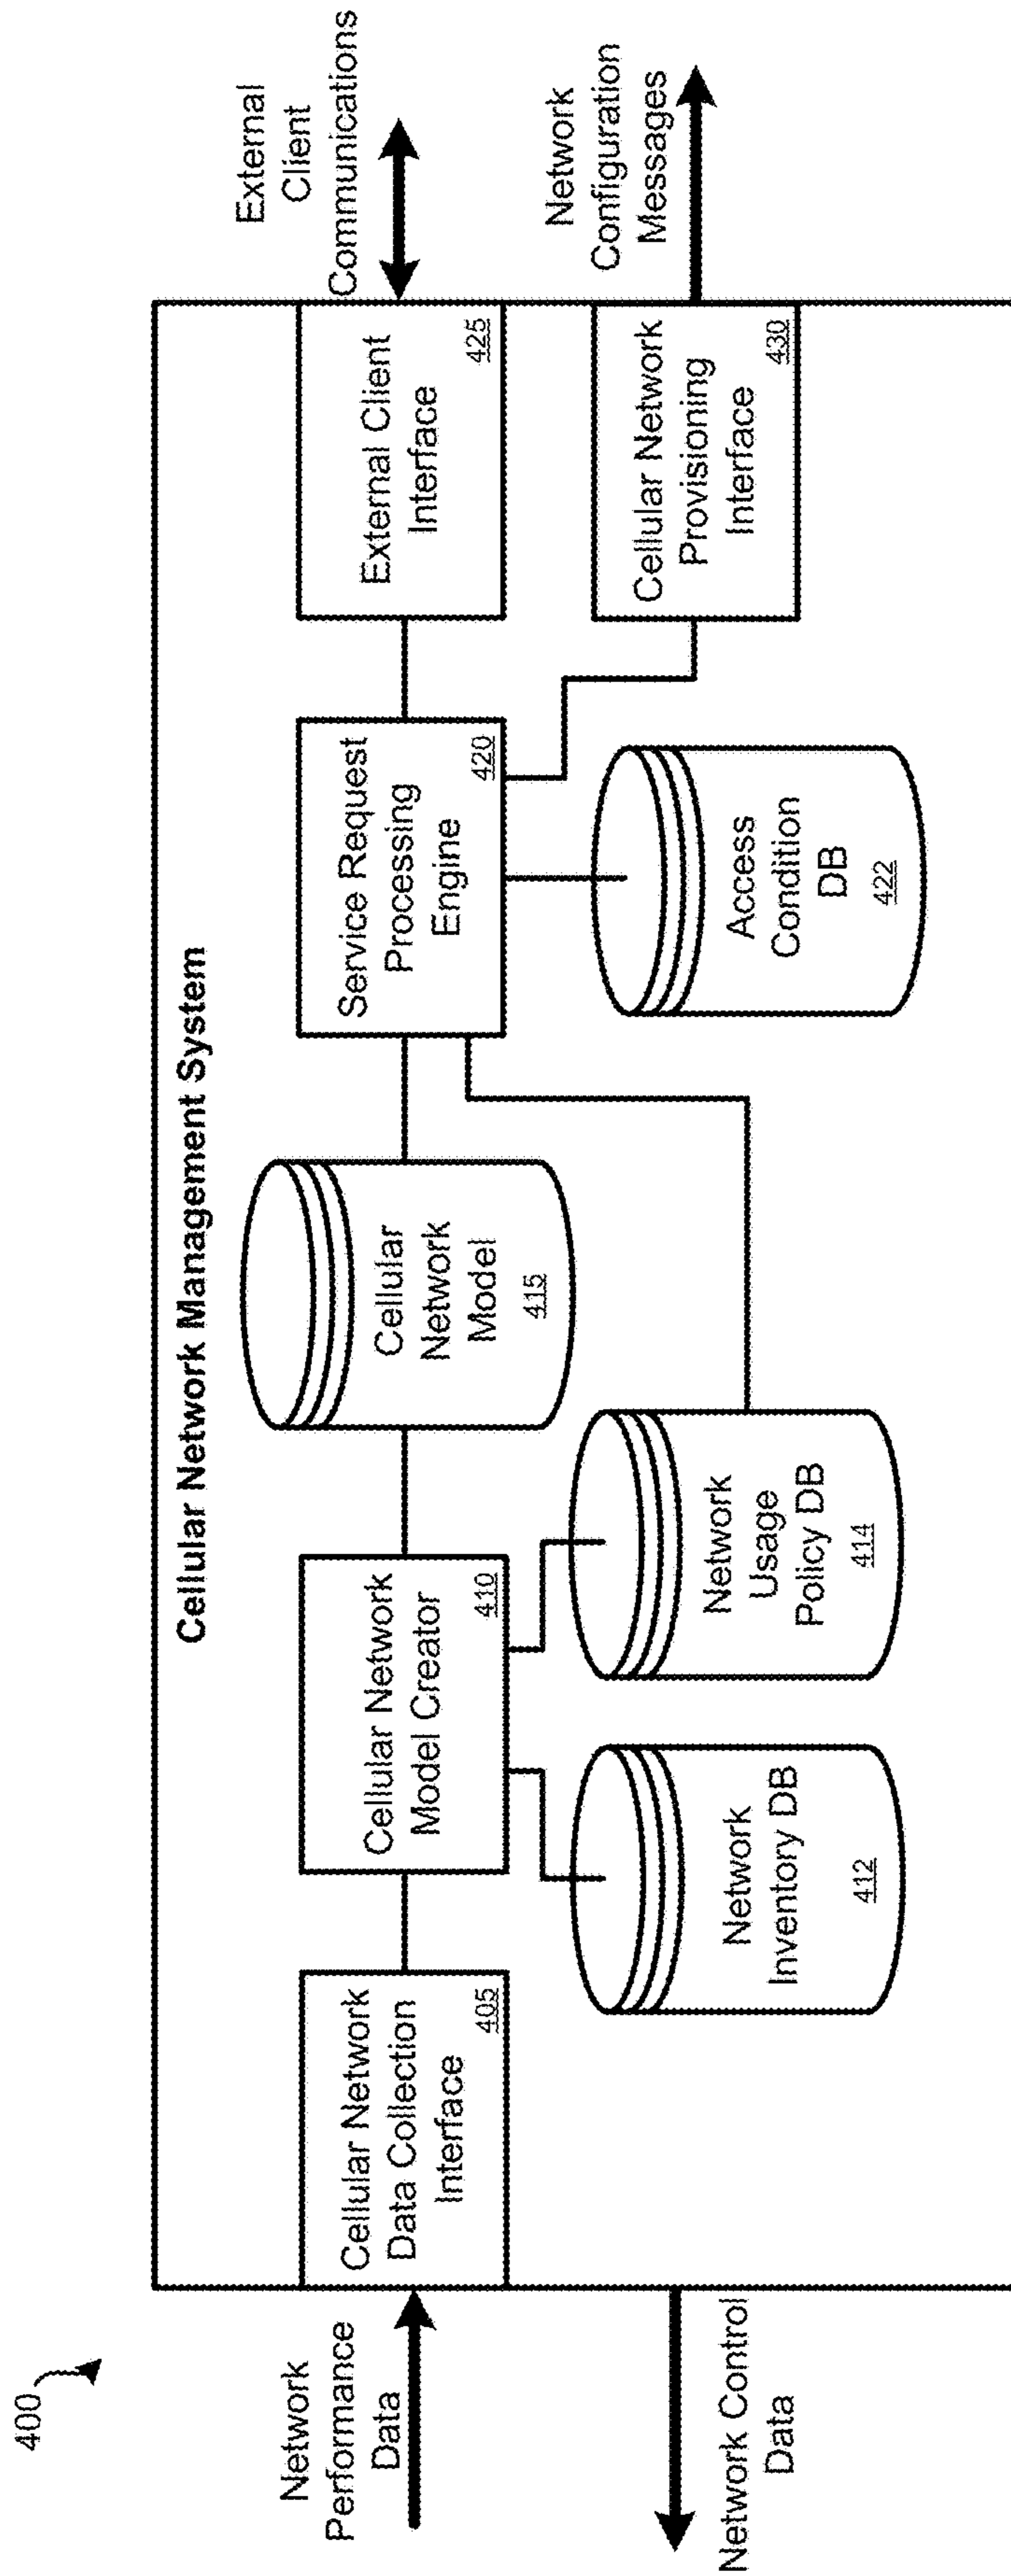 400
Cellular Network Management System
Network
Performance
Data
Network Control
Data
Cellular Network
Data Collection
Interface
405
Cellular Network
Model Creator
410
Network
Inventory DB
412
Network
Usage
Policy DB
414
Cellular
Network
Model
415
Service Request
Processing
Engine
420
Access
Condition
DB
422
External Client
Interface
425
Cellular Network
Provisioning
Interface
430
External
Client
Communications
Network
Configuration
Messages